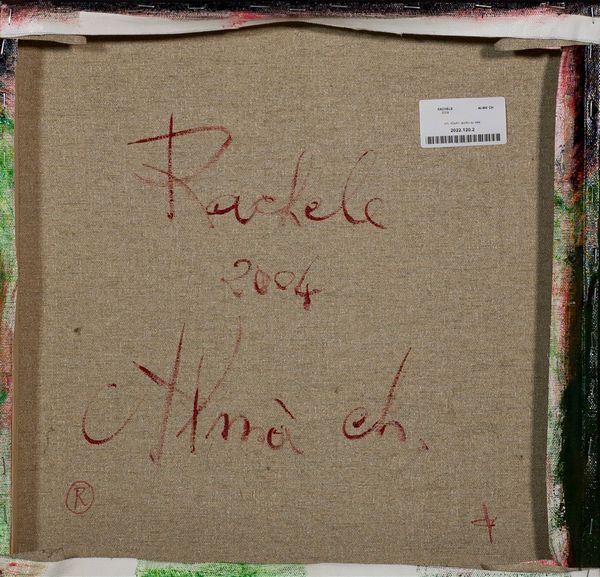 RACHELE ALMA' CH
2022.120.2
Rachele
2004
Almà ch.
R